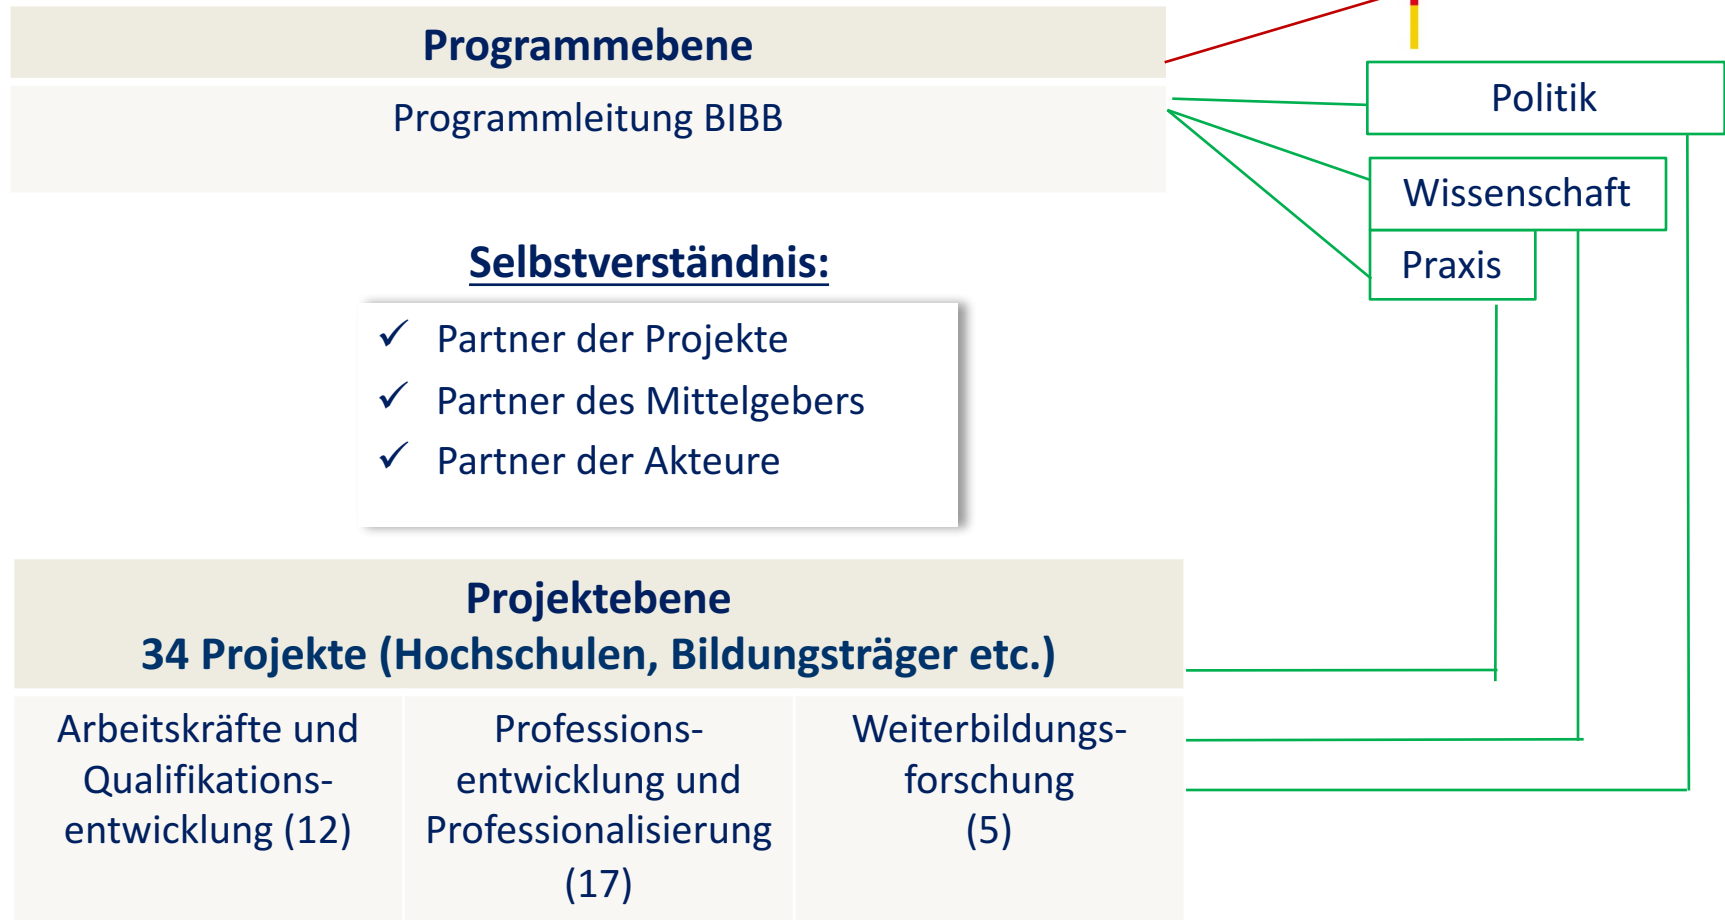 Programmebene
Programmleitung BIBB
Politik
Wissenschaft
Praxis
Selbstverständnis:
✓ Partner der Projekte
✓ Partner des Mittelgebers
✓ Partner der Akteure
Projektebene
34 Projekte (Hochschulen, Bildungsträger etc.)
Arbeitskräfte und
Qualifikations-
entwicklung (12)
Professions-
entwicklung und
Professionalisierung
(17)
Weiterbildungs-
forschung
(5)